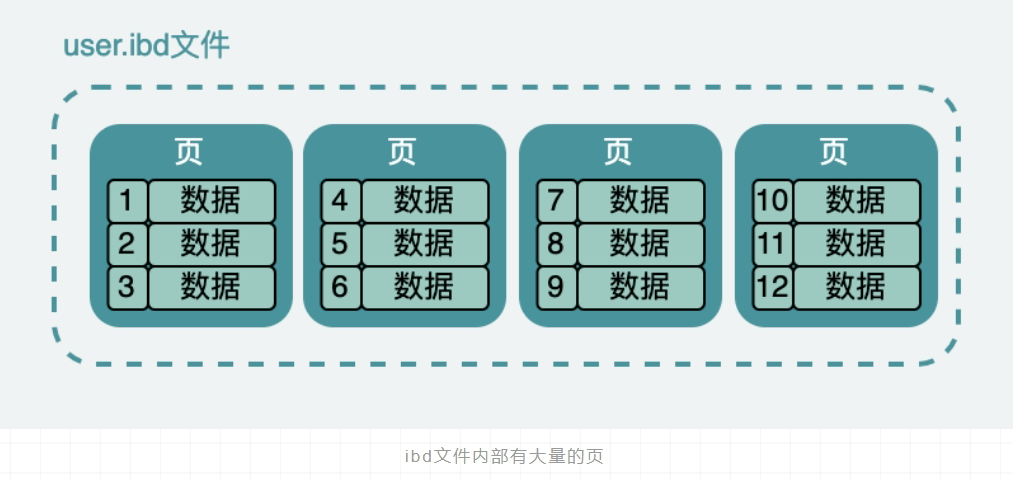 user.ibd文件
页 页 页 页
1 数据 4 数据 7 数据 10 数据
2 数据 5 数据 8 数据 11 数据
3 数据 6 数据 9 数据 12 数据
ibd文件内部有大量的页